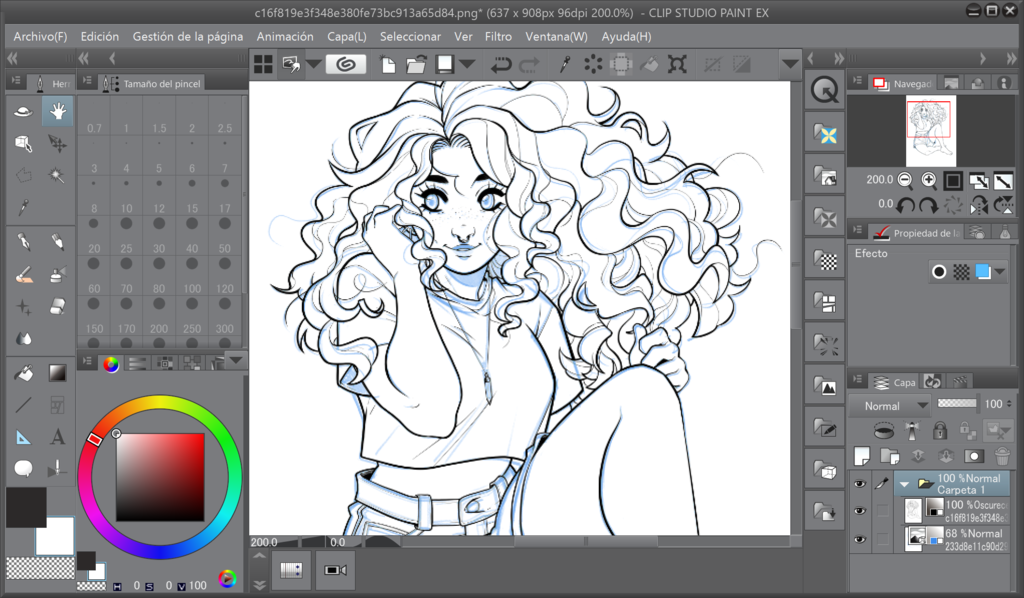 c16f819e3f348e380fe73bc913a65d84.png* (637 x 908px 96dpi 200.0%) - CLIP STUDIO PAINT EX
Archivo(F) Edición Gestión de la página Animación Capa(L) Seleccionar Ver Filtro Ventana(W) Ayuda(H)
Herr
Tamaño del pincel
0.7 1 1.5 2 2.5
3 4 5 6 7
8 10 12 15 17
20 25 30 40 50
60 70 80 100 120
150 170 200 250 300
H 0 S 0 V 100
200.0 0.0
Navegad
200.0
0.0
Propiedad de la
Efecto
Capa
Normal 100
100 %Normal
Carpeta 1
100 %Oscurec
c16f819e3f348e
68 %Normal
233d8e11c90d2